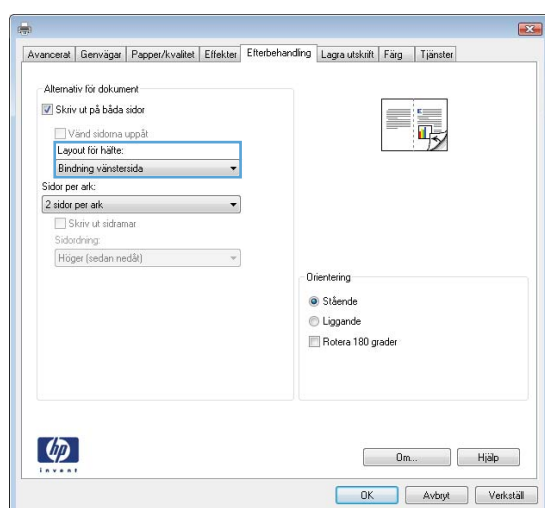 Avancerat Genvägar Papper/kvalitet Effekter Efterbehandling Lagra utskrift Färg Tjänster
Alternativ för dokument
Skriv ut på båda sidor
Vänd sidorna uppåt
Layout för häfte:
Bindning vänstersida
Sidor per ark:
2 sidor per ark
Skriv ut sidramar
Sidordning:
Höger (sedan nedåt)
Orientering
Stående
Liggande
Rotera 180 grader
hp
invent
Om... Hjälp
OK Avbryt Verkställ